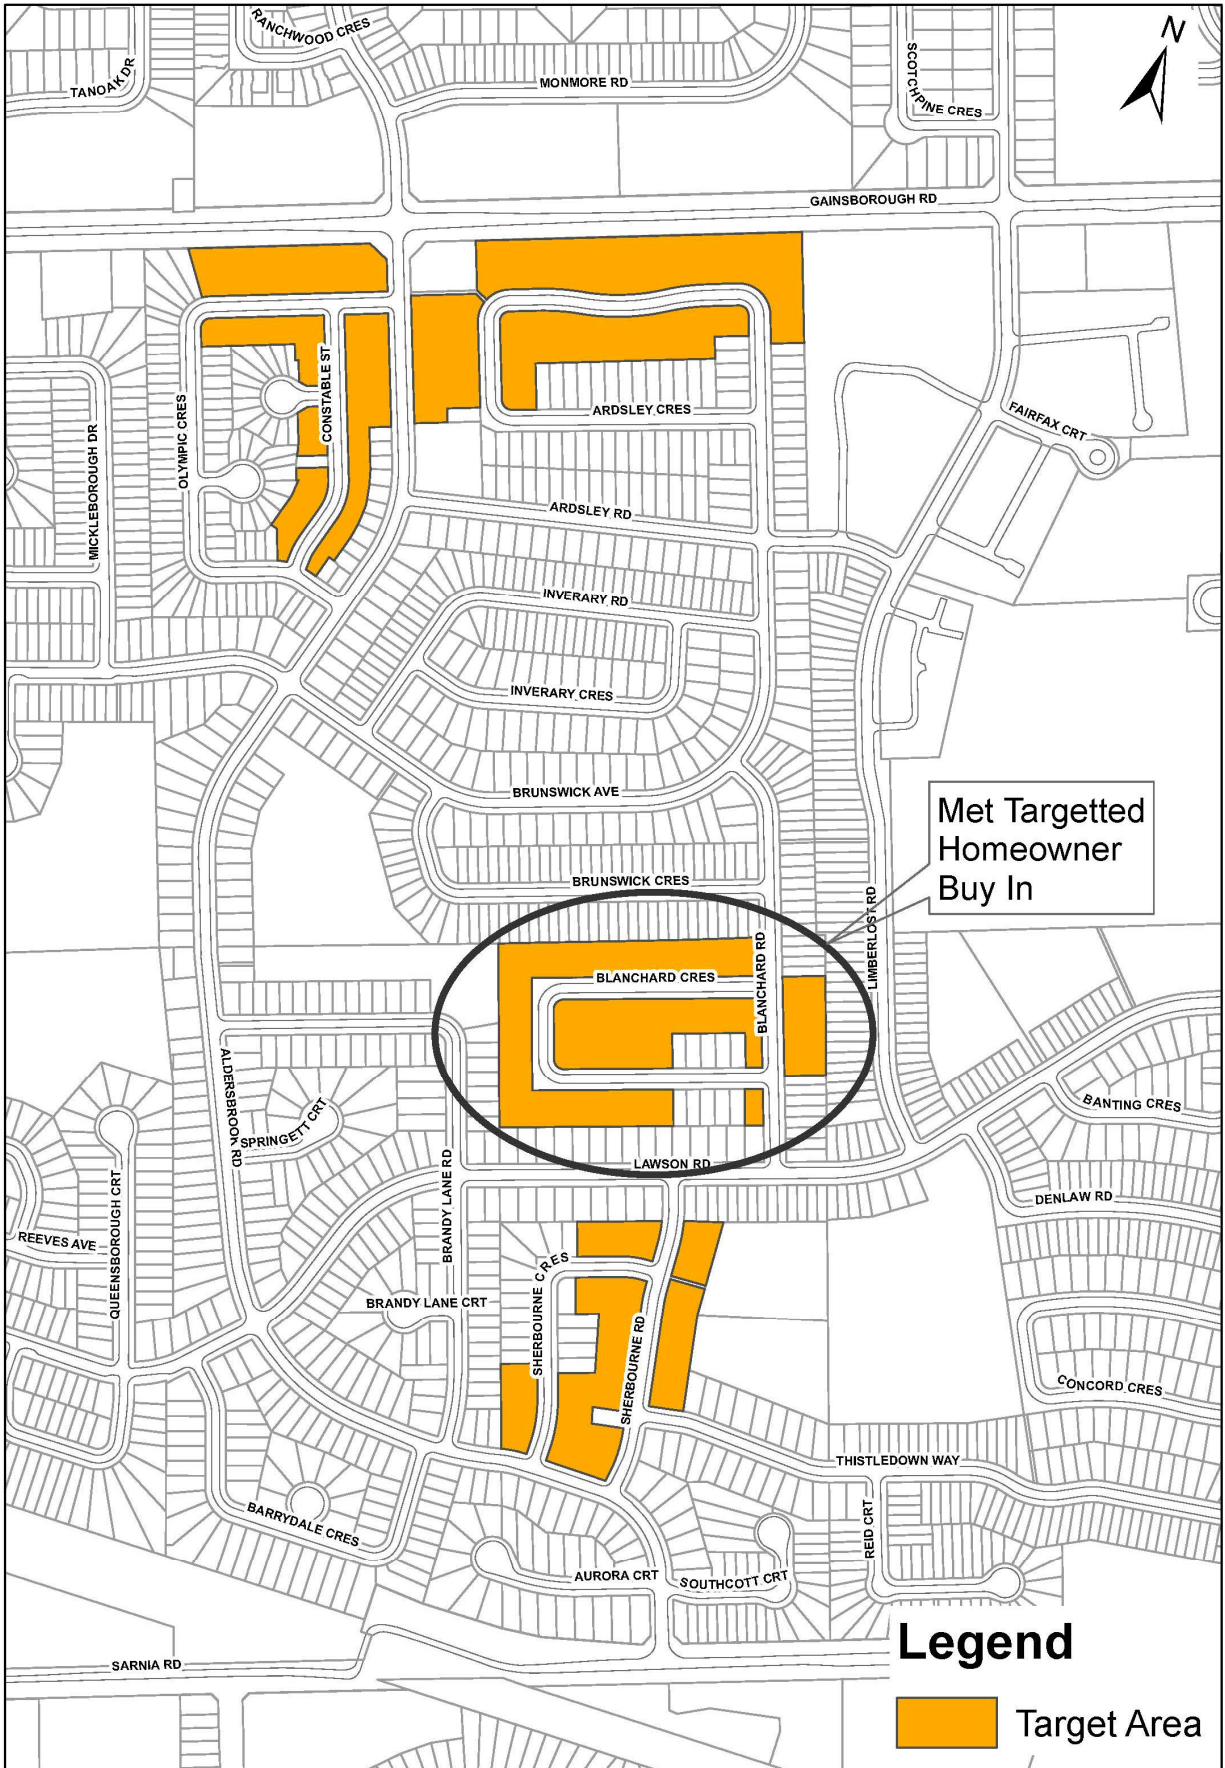 RANCHWOOD CRES
N
TANOAK DR
MONMORE RD
SCOTCHPINE CRES
GAINSBOROUGH RD
CONSTABLE ST
OLYMPIC CRES
MICKLEBOROUGH DR
ARDSLEY CRES
FAIRFAX CRT
ARDSLEY RD
INVERARY RD
INVERARY CRES
BRUNSWICK AVE
Met Targetted
Homeowner
Buy In
BRUNSWICK CRES
LIMBERLOST RD
BLANCHARD RD
BLANCHARD CRES
ALDERSBROOK RD
SPRINGETT CRT
BANTING CRES
QUEENSBOROUGH CRT
BRANDY LANE RD
LAWSON RD
DENLAW RD
REEVES AVE
SHERBOURNE CRES
BRANDY LANE CRT
SHERBOURNE RD
CONCORD CRES
THISTLEDOWN WAY
BARRYDALE CRES
REID CRT
AURORA CRT
SOUTHCOTT CRT
Legend
SARNIA RD
Target Area